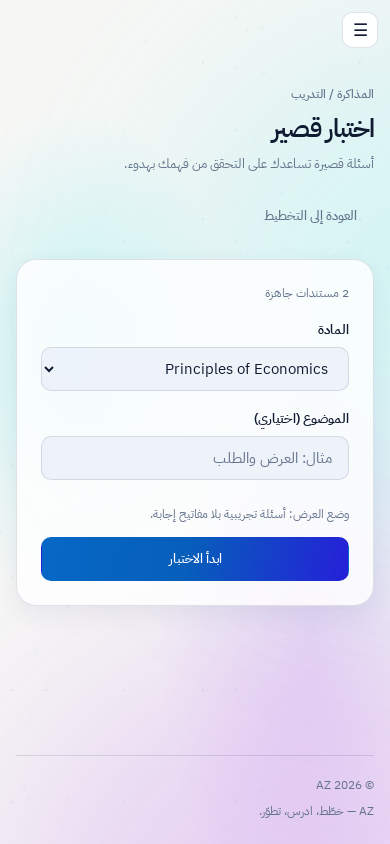 ☰
المذاكرة / التدريب
اختبار قصير
أسئلة قصيرة تساعدك على التحقق من فهمك بهدوء.
العودة إلى التخطيط
2 مستندات جاهزة
المادة
Principles of Economics
الموضوع (اختياري)
مثال: العرض والطلب
وضع العرض: أسئلة تجريبية بلا مفاتيح إجابة.
ابدأ الاختبار
© 2026 AZ
AZ — خطّط، ادرس، تطوّر.